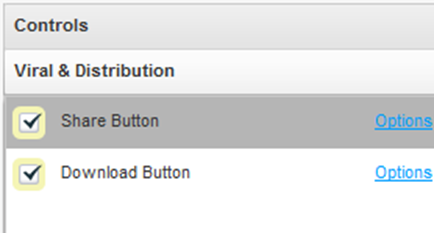 Controls
Viral & Distribution
Share Button Options
Download Button Options